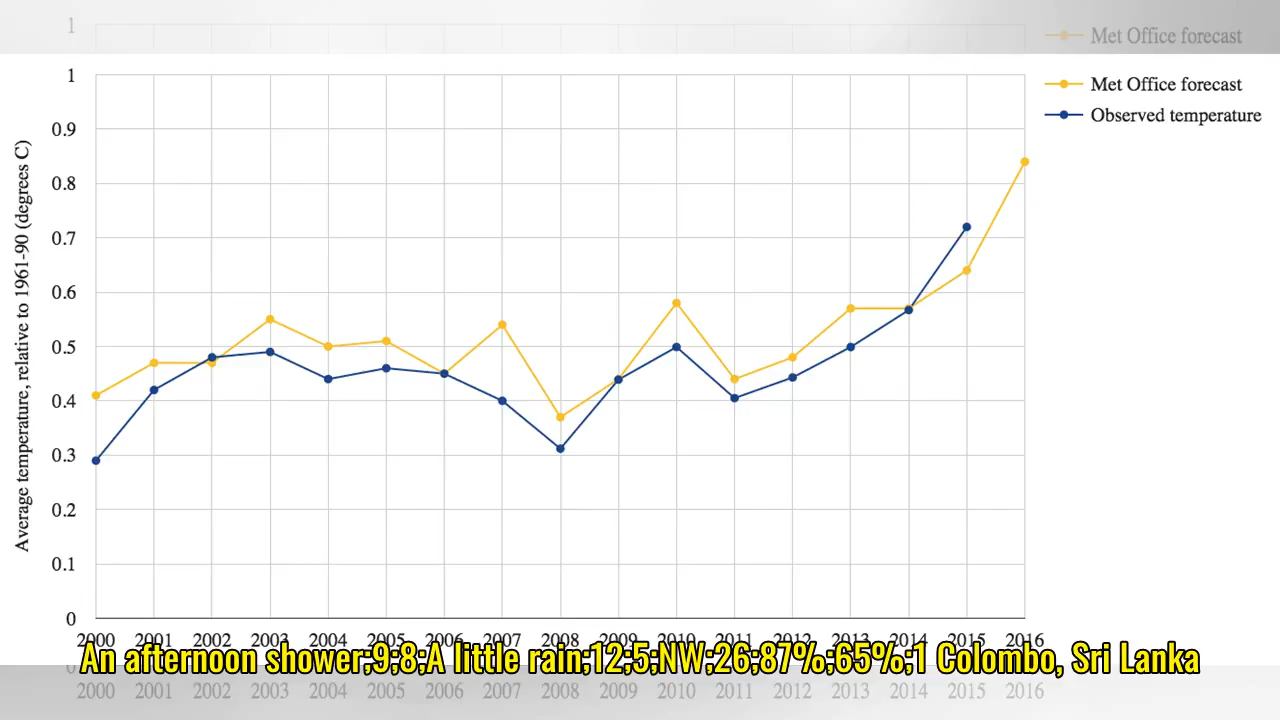 1
Met Office forecast
1
Met Office forecast
Observed temperature
0.9
0.8
0.7
0.6
0.5
0.4
0.3
0.2
0.1
0
Average temperature, relative to 1961-90 (degrees C)
2000 2001 2002 2003 2004 2005 2006 2007 2008 2009 2010 2011 2012 2013 2014 2015 2016
An afternoon shower;9;8;A little rain;12;5;NW;26;87%;65%;1 Colombo, Sri Lanka
0
2000 2001 2002 2003 2004 2005 2006 2007 2008 2009 2010 2011 2012 2013 2014 2015 2016